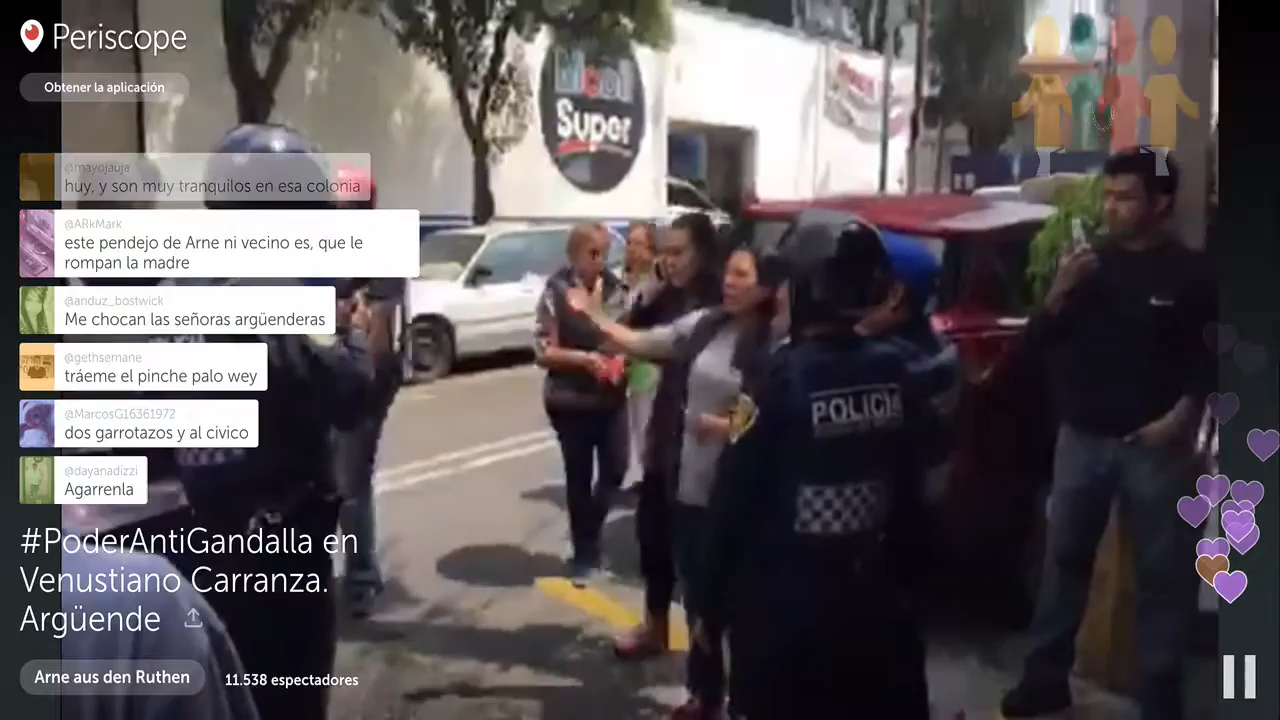 Periscope
Obtener la aplicación
@mayojauja
huy, y son muy tranquilos en esa colonia
@ARkMark
este pendejo de Arne ni vecino es, que le
rompan la madre
@anduz_bostwick
Me chocan las señoras argüenderas
@gethsemane
tráeme el pinche palo wey
@MarcosG16361972
dos garrotazos y al civico
@dayanadizzi
Agarrenla
#PoderAntiGandalla en
Venustiano Carranza.
Argüende
Arne aus den Ruthen
11.538 espectadores
Super
POLICÍA